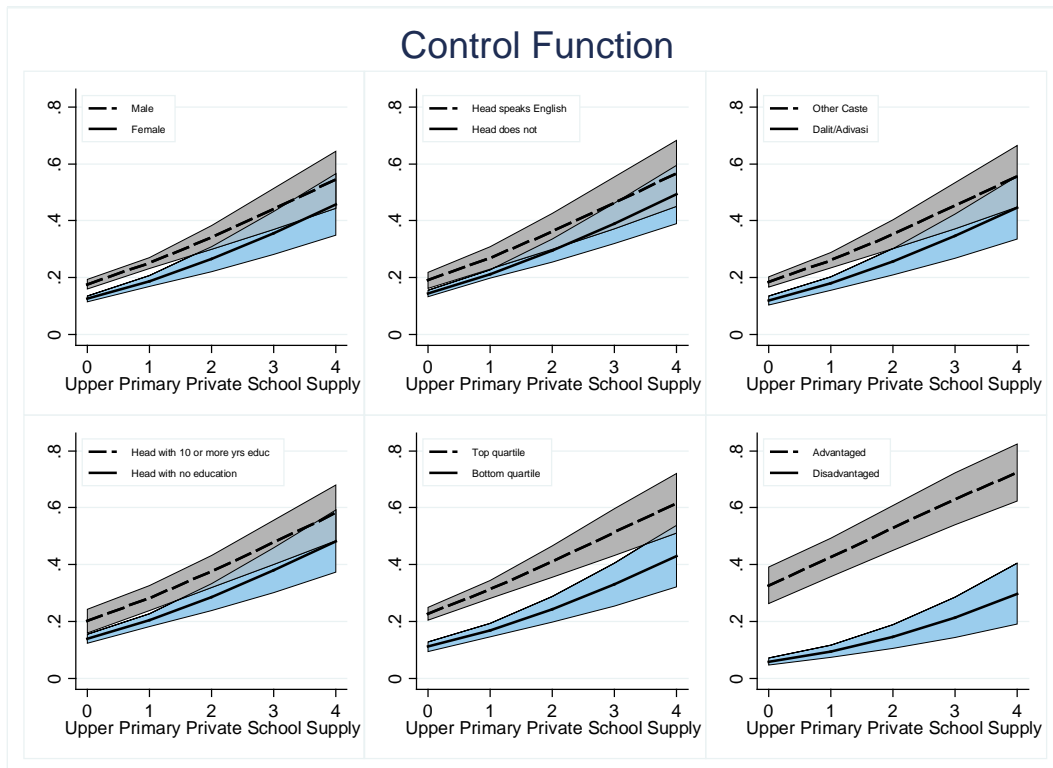 Control Function
Male
Female
.8
.6
.4
.2
0
0 1 2 3 4
Upper Primary Private School Supply
Head speaks English
Head does not
.8
.6
.4
.2
0
0 1 2 3 4
Upper Primary Private School Supply
Other Caste
Dalit/Adivasi
.8
.6
.4
.2
0
0 1 2 3 4
Upper Primary Private School Supply
Head with 10 or more yrs educ
Head with no education
.8
.6
.4
.2
0
0 1 2 3 4
Upper Primary Private School Supply
Top quartile
Bottom quartile
.8
.6
.4
.2
0
0 1 2 3 4
Upper Primary Private School Supply
Advantaged
Disadvantaged
.8
.6
.4
.2
0
0 1 2 3 4
Upper Primary Private School Supply